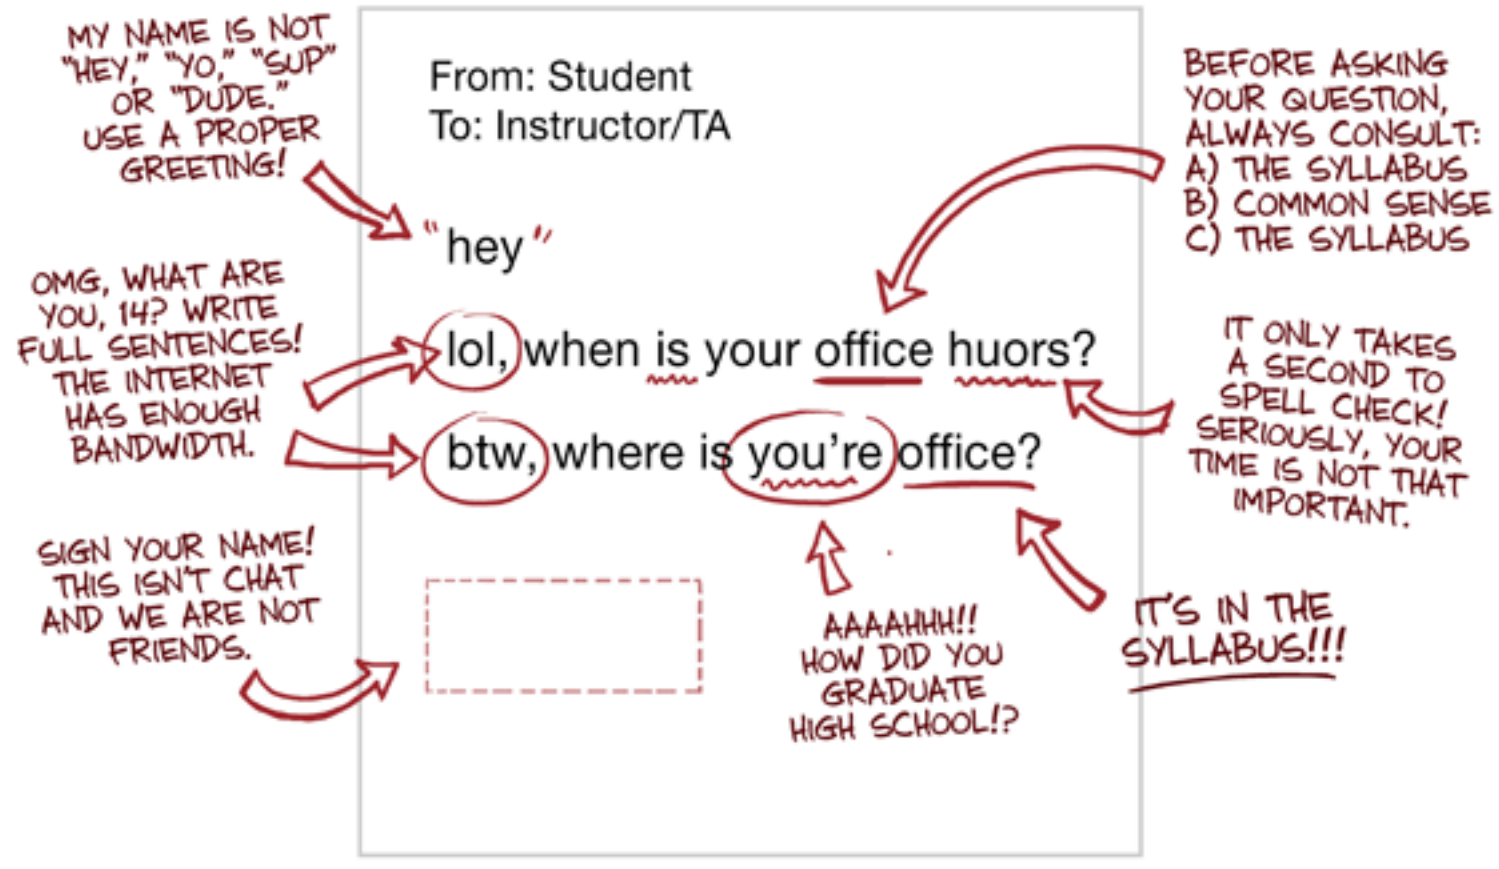 MY NAME IS NOT
"HEY," "YO," "SUP"
OR "DUDE."
USE A PROPER
GREETING!
From: Student
To: Instructor/TA
BEFORE ASKING
YOUR QUESTION,
ALWAYS CONSULT:
A) THE SYLLABUS
B) COMMON SENSE
C) THE SYLLABUS
"hey"
OMG, WHAT ARE
YOU, 14? WRITE
FULL SENTENCES!
THE INTERNET
HAS ENOUGH
BANDWIDTH.
lol, when is your office huors?
btw, where is you're office?
IT ONLY TAKES
A SECOND TO
SPELL CHECK!
SERIOUSLY, YOUR
TIME IS NOT THAT
IMPORTANT.
SIGN YOUR NAME!
THIS ISN'T CHAT
AND WE ARE NOT
FRIENDS.
AAAAHHH!!
HOW DID YOU
GRADUATE
HIGH SCHOOL!?
IT'S IN THE
SYLLABUS!!!